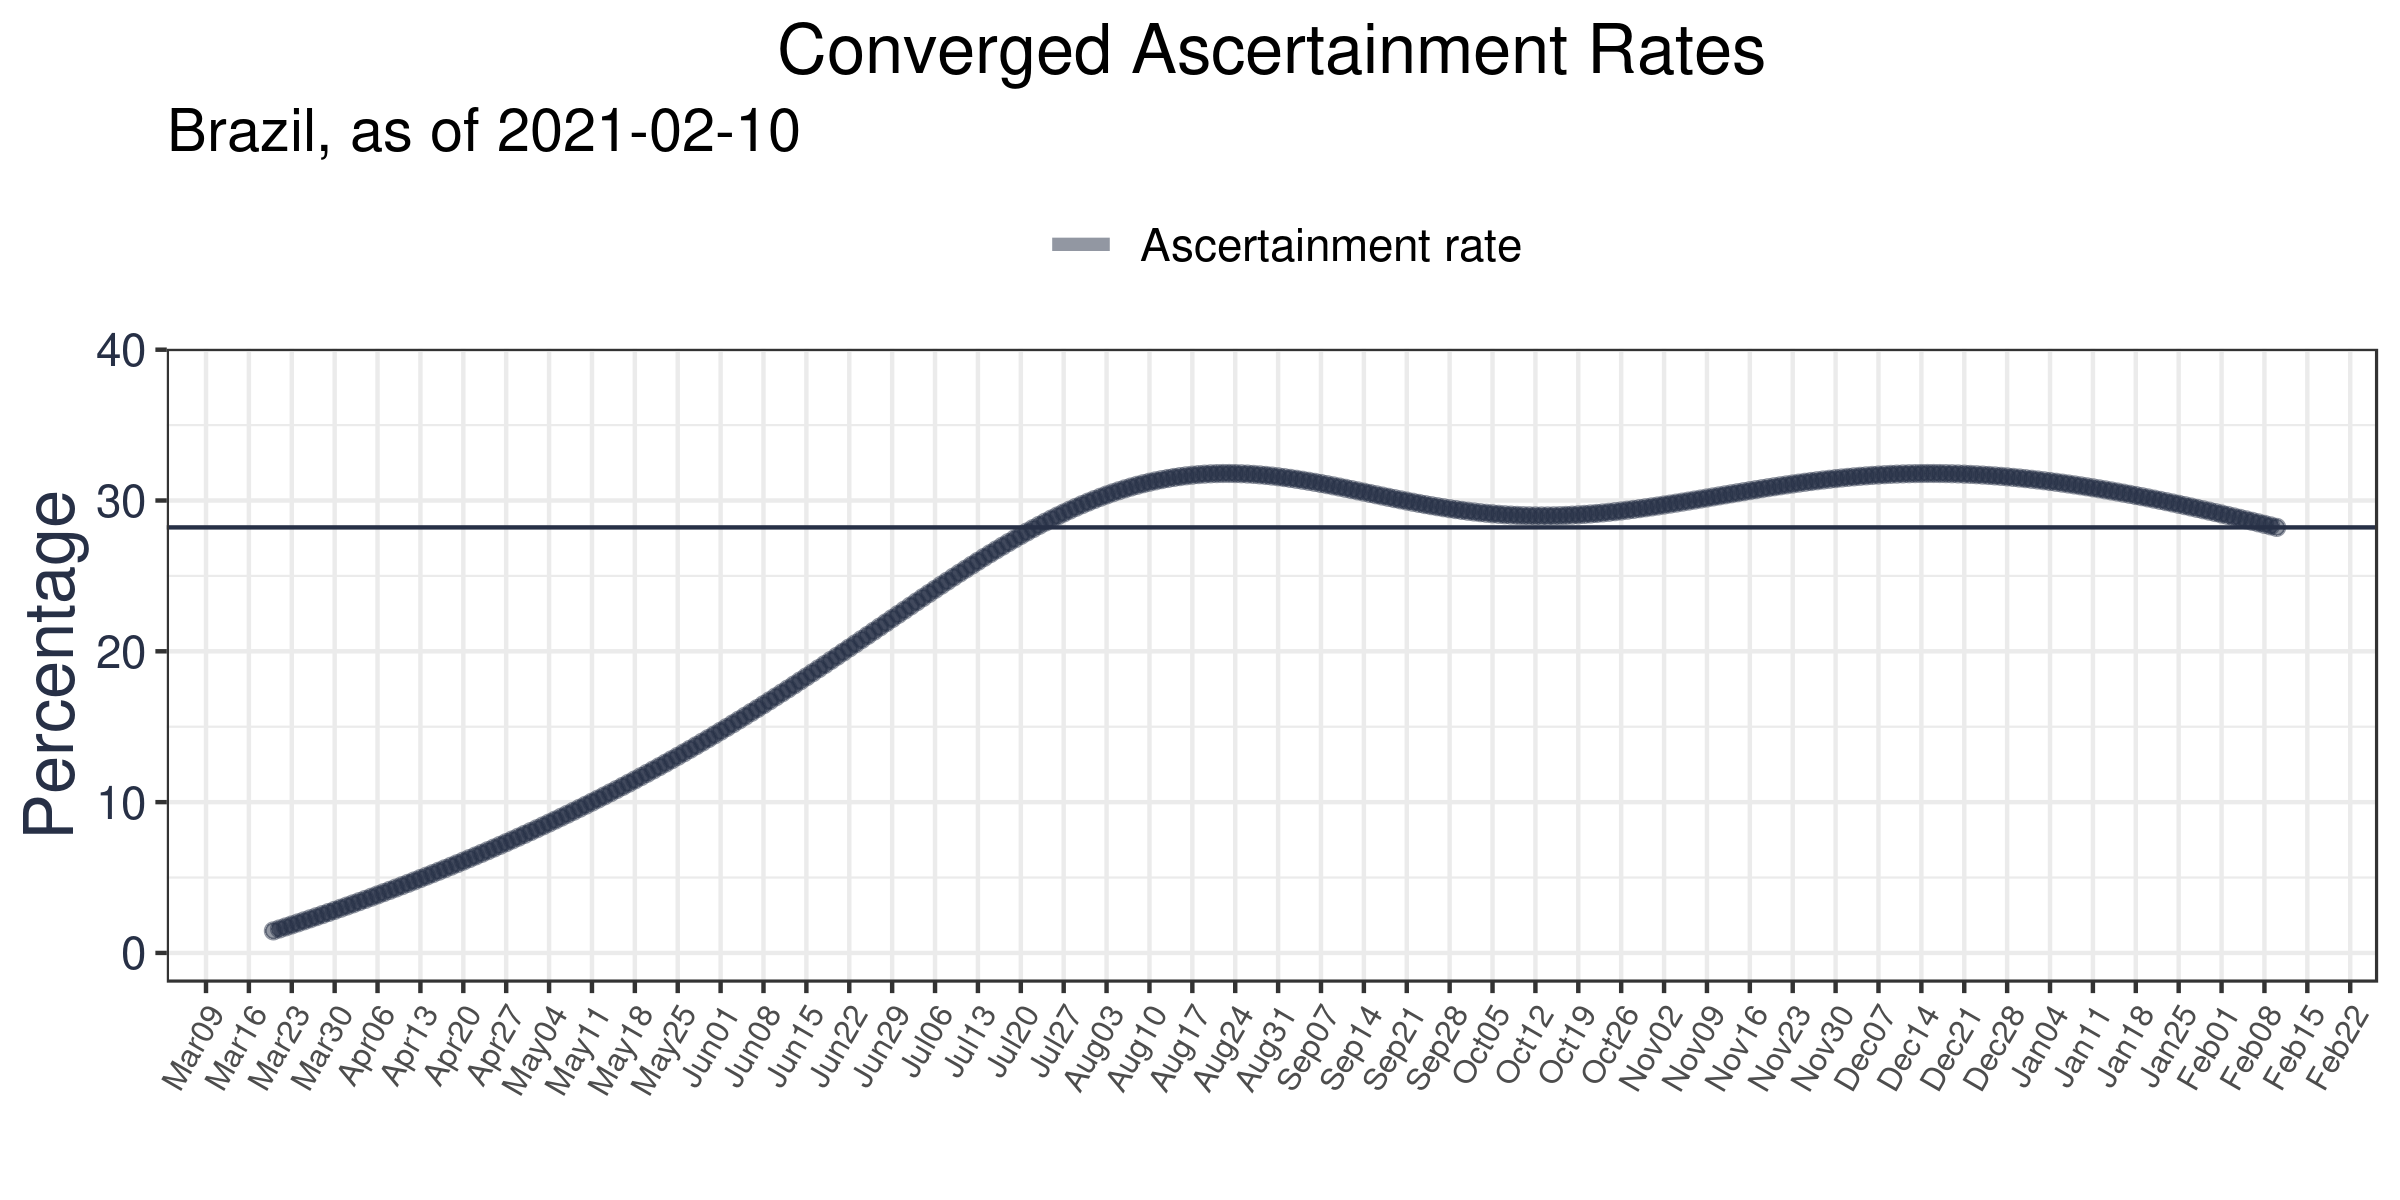 Converged Ascertainment Rates
Brazil, as of 2021-02-10
Ascertainment rate
Percentage
40
30
20
10
0
Mar09 Mar16 Mar23 Mar30 Apr06 Apr13 Apr20 Apr27 May04 May11 May18 May25 Jun01 Jun08 Jun15 Jun22 Jun29 Jul06 Jul13 Jul20 Jul27 Aug03 Aug10 Aug17 Aug24 Aug31 Sep07 Sep14 Sep21 Sep28 Oct05 Oct12 Oct19 Oct26 Nov02 Nov09 Nov16 Nov23 Nov30 Dec07 Dec14 Dec21 Dec28 Jan04 Jan11 Jan18 Jan25 Feb01 Feb08 Feb15 Feb22